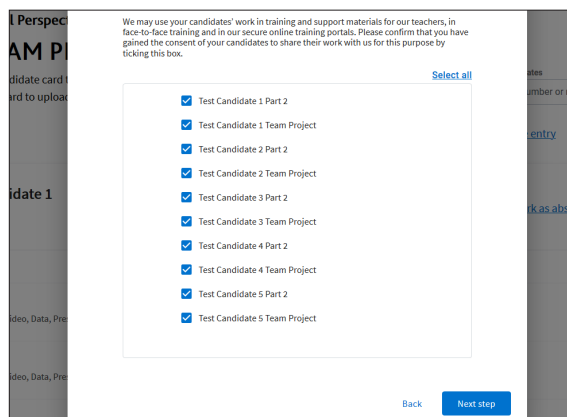 l Perspect
AM P
didate card t
ard to upload
idate 1
ideo, Data, Pre
ideo, Data, Pre
We may use your candidates' work in training and support materials for our teachers, in
face-to-face training and in our secure online training portals. Please confirm that you have
gained the consent of your candidates to share their work with us for this purpose by
ticking this box.
Select all
Test Candidate 1 Part 2
Test Candidate 1 Team Project
Test Candidate 2 Part 2
Test Candidate 2 Team Project
Test Candidate 3 Part 2
Test Candidate 3 Team Project
Test Candidate 4 Part 2
Test Candidate 4 Team Project
Test Candidate 5 Part 2
Test Candidate 5 Team Project
Back
Next step
ates
umber or
entry
rk as abs